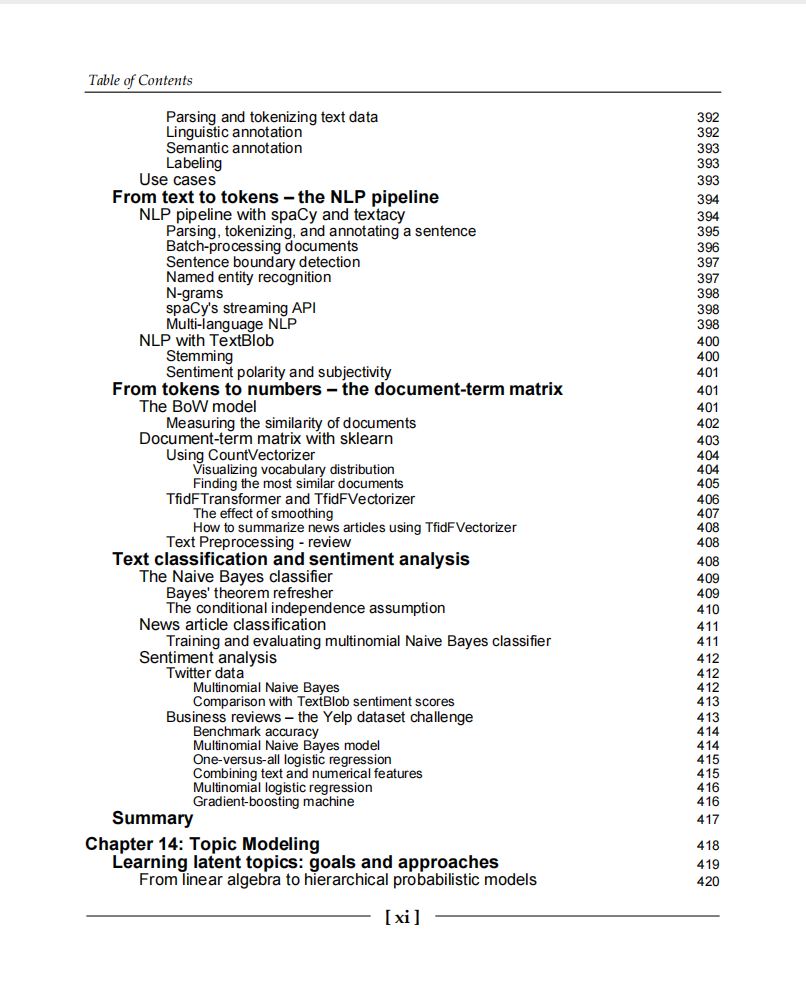 Table of Contents
Parsing and tokenizing text data 392
Linguistic annotation 392
Semantic annotation 393
Labeling 393
Use cases 393
From text to tokens – the NLP pipeline 394
NLP pipeline with spaCy and textacy 394
Parsing, tokenizing, and annotating a sentence 395
Batch-processing documents 396
Sentence boundary detection 397
Named entity recognition 397
N-grams 398
spaCy's streaming API 398
Multi-language NLP 398
NLP with TextBlob 400
Stemming 400
Sentiment polarity and subjectivity 401
From tokens to numbers – the document-term matrix 401
The BoW model 401
Measuring the similarity of documents 402
Document-term matrix with sklearn 403
Using CountVectorizer 404
Visualizing vocabulary distribution 404
Finding the most similar documents 405
TfidFTransformer and TfidFVectorizer 406
The effect of smoothing 407
How to summarize news articles using TfidFVectorizer 408
Text Preprocessing - review 408
Text classification and sentiment analysis 408
The Naive Bayes classifier 409
Bayes' theorem refresher 409
The conditional independence assumption 410
News article classification 411
Training and evaluating multinomial Naive Bayes classifier 411
Sentiment analysis 412
Twitter data 412
Multinomial Naive Bayes 412
Comparison with TextBlob sentiment scores 413
Business reviews – the Yelp dataset challenge 413
Benchmark accuracy 414
Multinomial Naive Bayes model 414
One-versus-all logistic regression 415
Combining text and numerical features 415
Multinomial logistic regression 416
Gradient-boosting machine 416
Summary 417
Chapter 14: Topic Modeling 418
Learning latent topics: goals and approaches 419
From linear algebra to hierarchical probabilistic models 420
[ xi ]